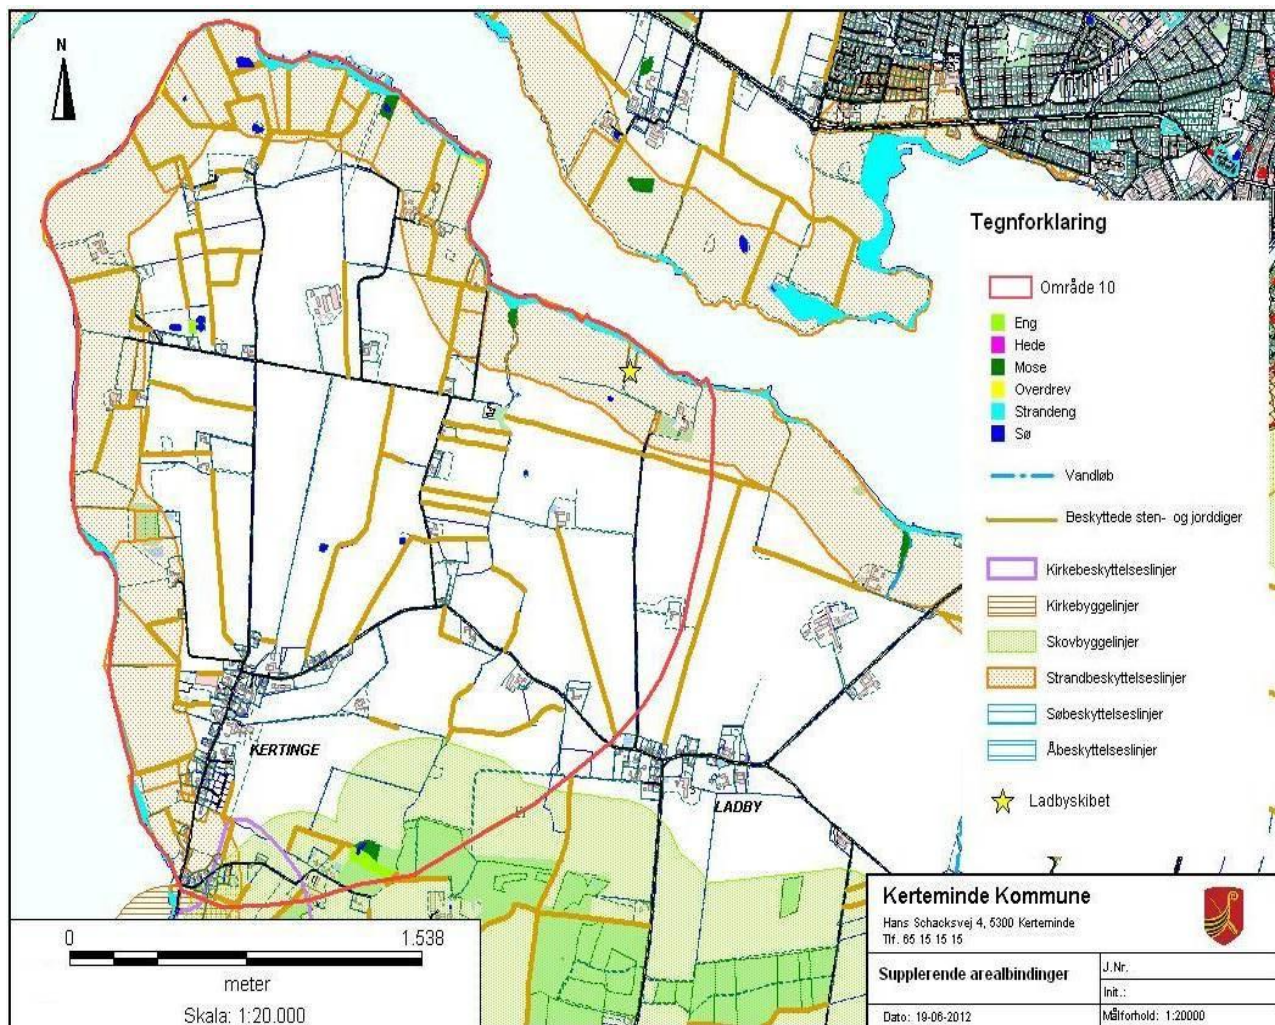 N
Tegnforklaring
Område 10
Eng
Hede
Mose
Overdrev
Strandeng
Sø
Vandløb
Beskyttede sten- og jorddiger
Kirkebeskyttelseslinjer
Kirkebyggelinjer
Skovbyggelinjer
Strandbeskyttelseslinjer
Søbeskyttelseslinjer
Åbeskyttelseslinjer
Ladbyskibet
KERTINGE
LADBY
0 1.538
meter
Skala: 1:20.000
Kerteminde Kommune
Hans Schacksvej 4, 5300 Kerteminde
Tlf. 65 15 15 15
Supplerende arealbindinger
J.Nr.
Init.:
Dato: 19-06-2012
Målforhold: 1:20000